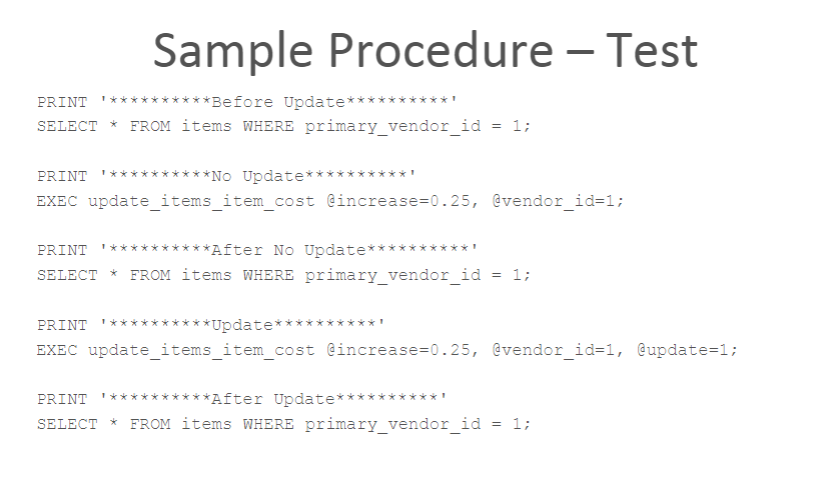 Sample Procedure – Test
PRINT '**********Before Update**********'
SELECT * FROM items WHERE primary_vendor_id = 1;
PRINT '**********No Update**********'
EXEC update_items_item_cost @increase=0.25, @vendor_id=1;
PRINT '**********After No Update**********'
SELECT * FROM items WHERE primary_vendor_id = 1;
PRINT '**********Update**********'
EXEC update_items_item_cost @increase=0.25, @vendor_id=1, @update=1;
PRINT '**********After Update**********'
SELECT * FROM items WHERE primary_vendor_id = 1;